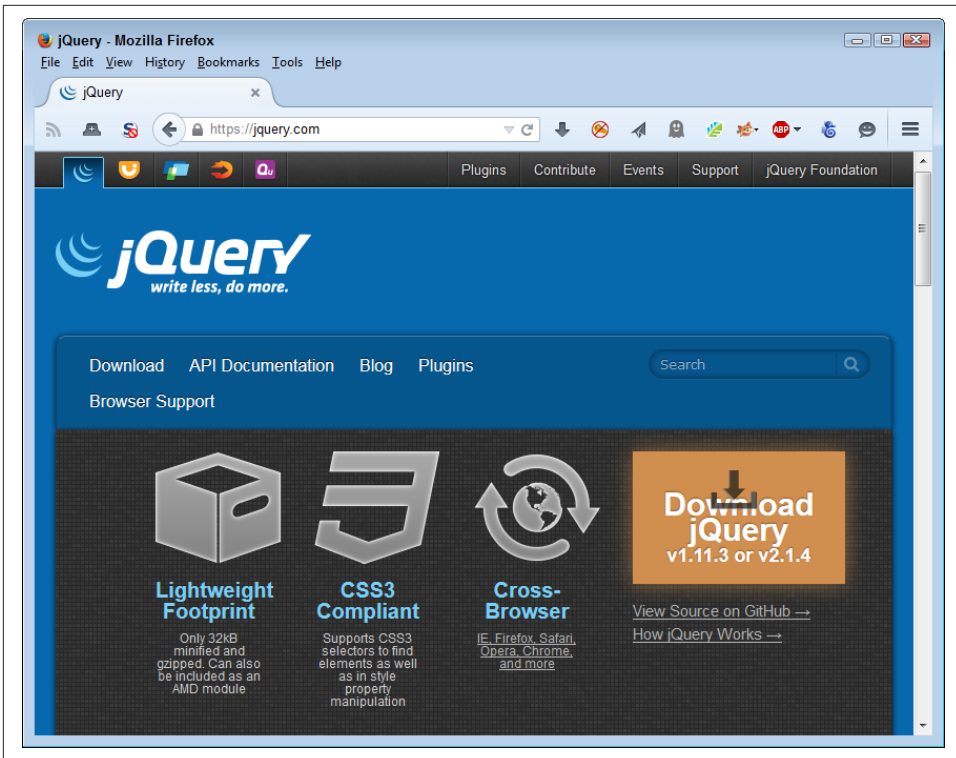 jQuery - Mozilla Firefox
File Edit View History Bookmarks Tools Help
jQuery
https://jquery.com
ABP
Qu
Plugins Contribute Events Support jQuery Foundation
jQuery
write less, do more.
Download API Documentation Blog Plugins
Search
Browser Support
Download
jQuery
v1.11.3 or v2.1.4
Lightweight
Footprint
Only 32kB
minified and
gzipped. Can also
be included as an
AMD module
CSS3
Compliant
Supports CSS3
selectors to find
elements as well
as in style
property
manipulation
Cross-
Browser
IE, Firefox, Safari,
Opera, Chrome,
and more
View Source on GitHub →
How jQuery Works →